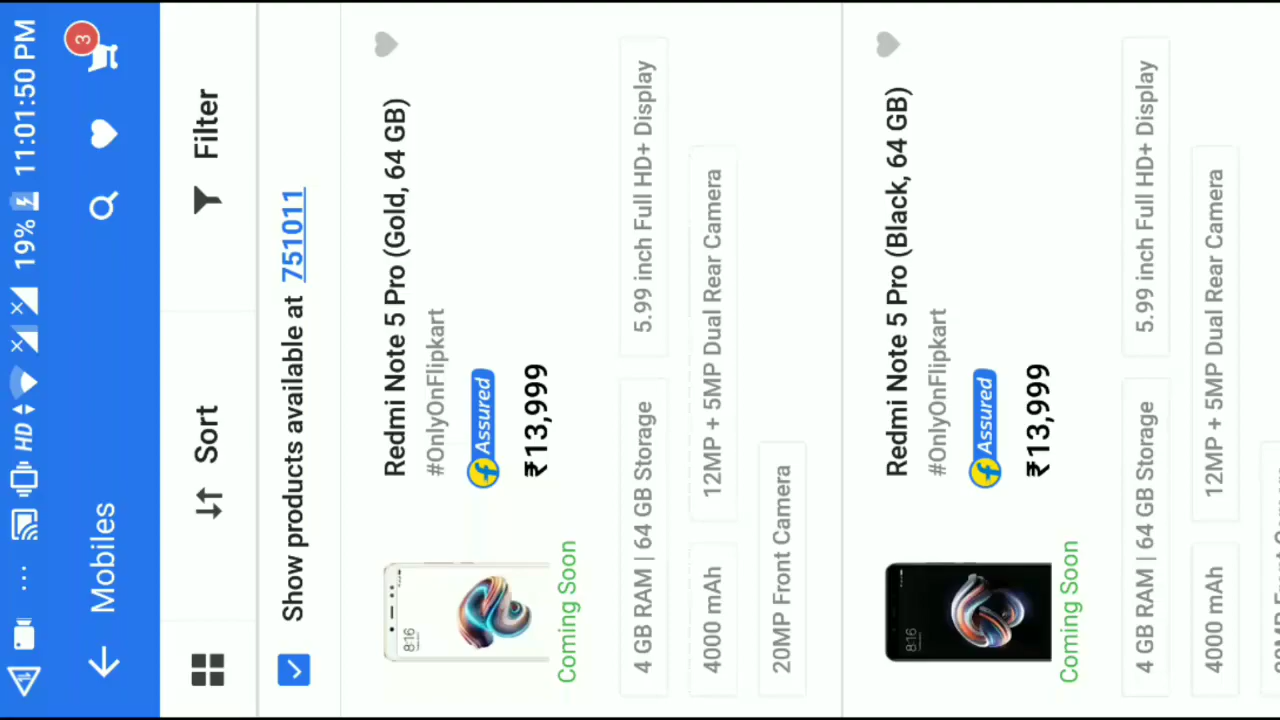 19% 11:01:50 PM
HD
Mobiles
3
Sort
Filter
Show products available at 751011
Redmi Note 5 Pro (Gold, 64 GB)
#OnlyOnFlipkart
f Assured
₹13,999
8:16
Coming Soon
4 GB RAM | 64 GB Storage 5.99 inch Full HD+ Display
4000 mAh 12MP + 5MP Dual Rear Camera
20MP Front Camera
Redmi Note 5 Pro (Black, 64 GB)
#OnlyOnFlipkart
f Assured
₹13,999
8:16
Coming Soon
4 GB RAM | 64 GB Storage 5.99 inch Full HD+ Display
4000 mAh 12MP + 5MP Dual Rear Camera